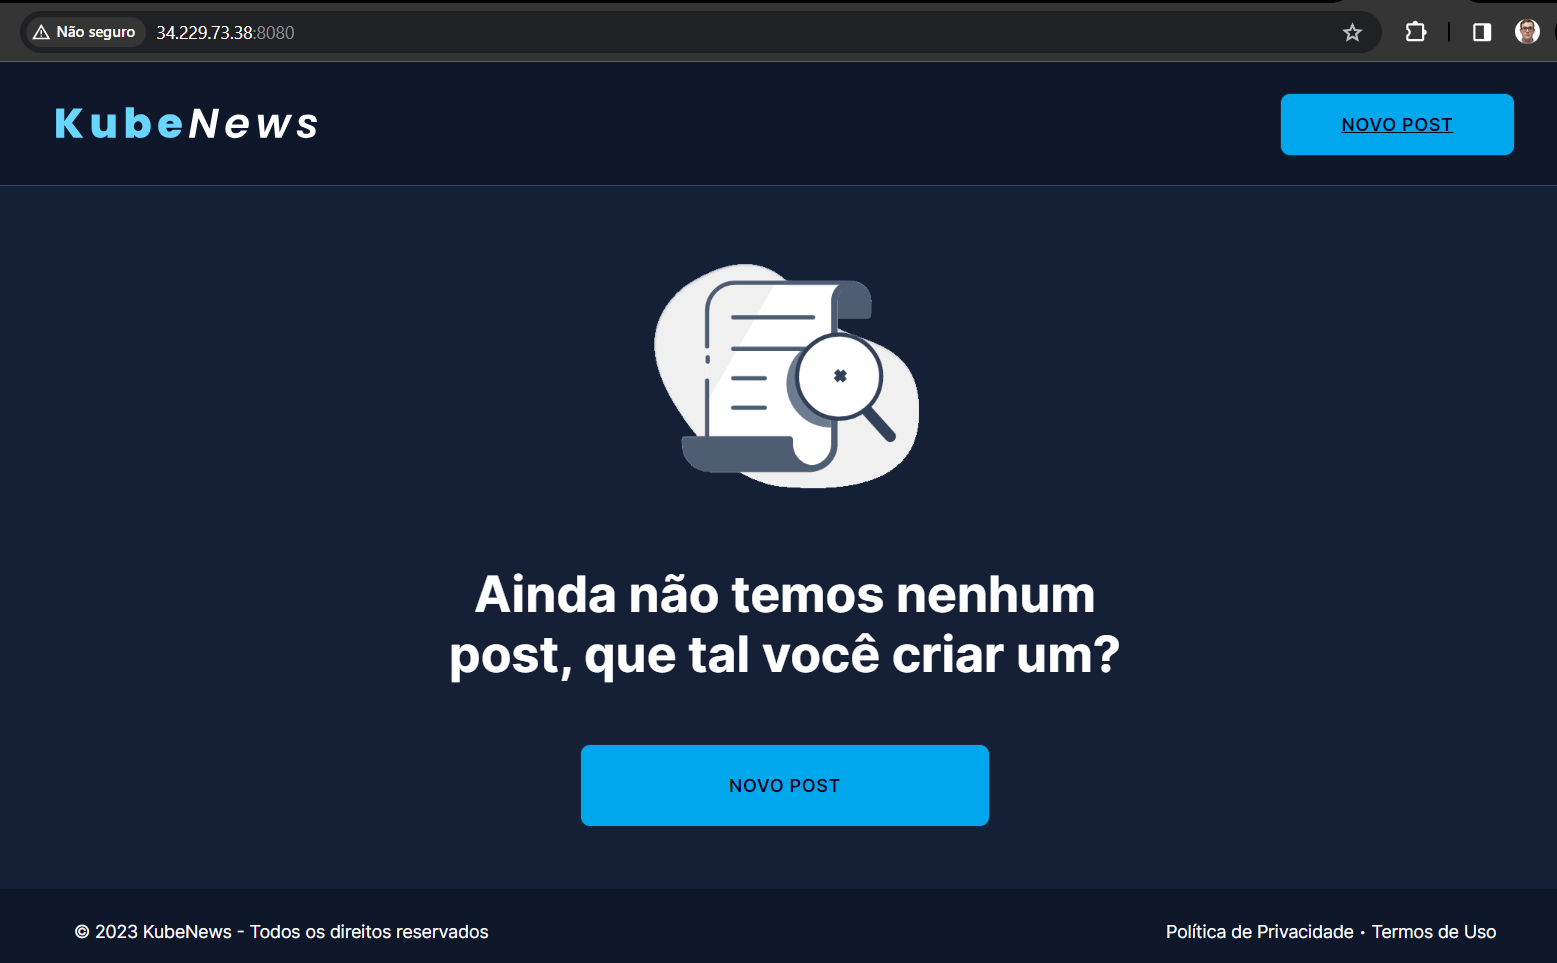 Não seguro 34.229.73.38:8080
KubeNews
NOVO POST
Ainda não temos nenhum
post, que tal você criar um?
NOVO POST
© 2023 KubeNews - Todos os direitos reservados
Política de Privacidade • Termos de Uso